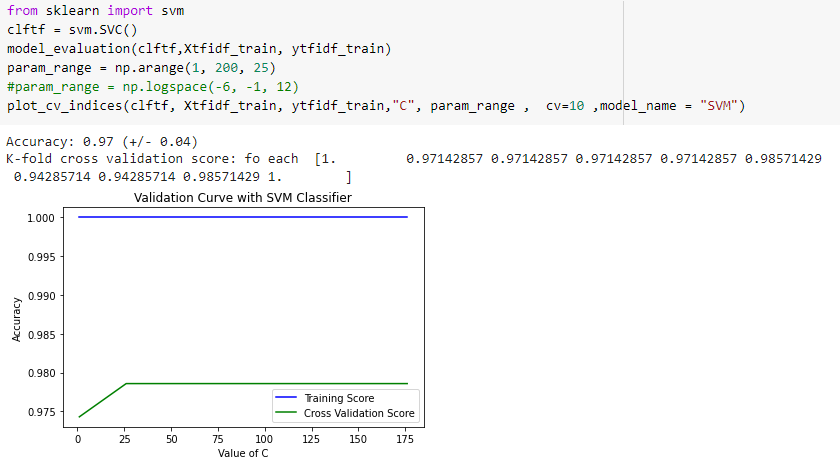 from sklearn import svm
clftf = svm.SVC()
model_evaluation(clftf,Xtfidf_train, ytfidf_train)
param_range = np.arange(1, 200, 25)
#param_range = np.logspace(-6, -1, 12)
plot_cv_indices(clftf, Xtfidf_train, ytfidf_train,"C", param_range , cv=10 ,model_name = "SVM")
Accuracy: 0.97 (+/- 0.04)
K-fold cross validation score: fo each [1. 0.97142857 0.97142857 0.97142857 0.97142857 0.98571429
0.94285714 0.94285714 0.98571429 1. ]
Validation Curve with SVM Classifier
1.000
0.995
0.990
0.985
0.980
0.975
Accuracy
Training Score
Cross Validation Score
0 25 50 75 100 125 150 175
Value of C